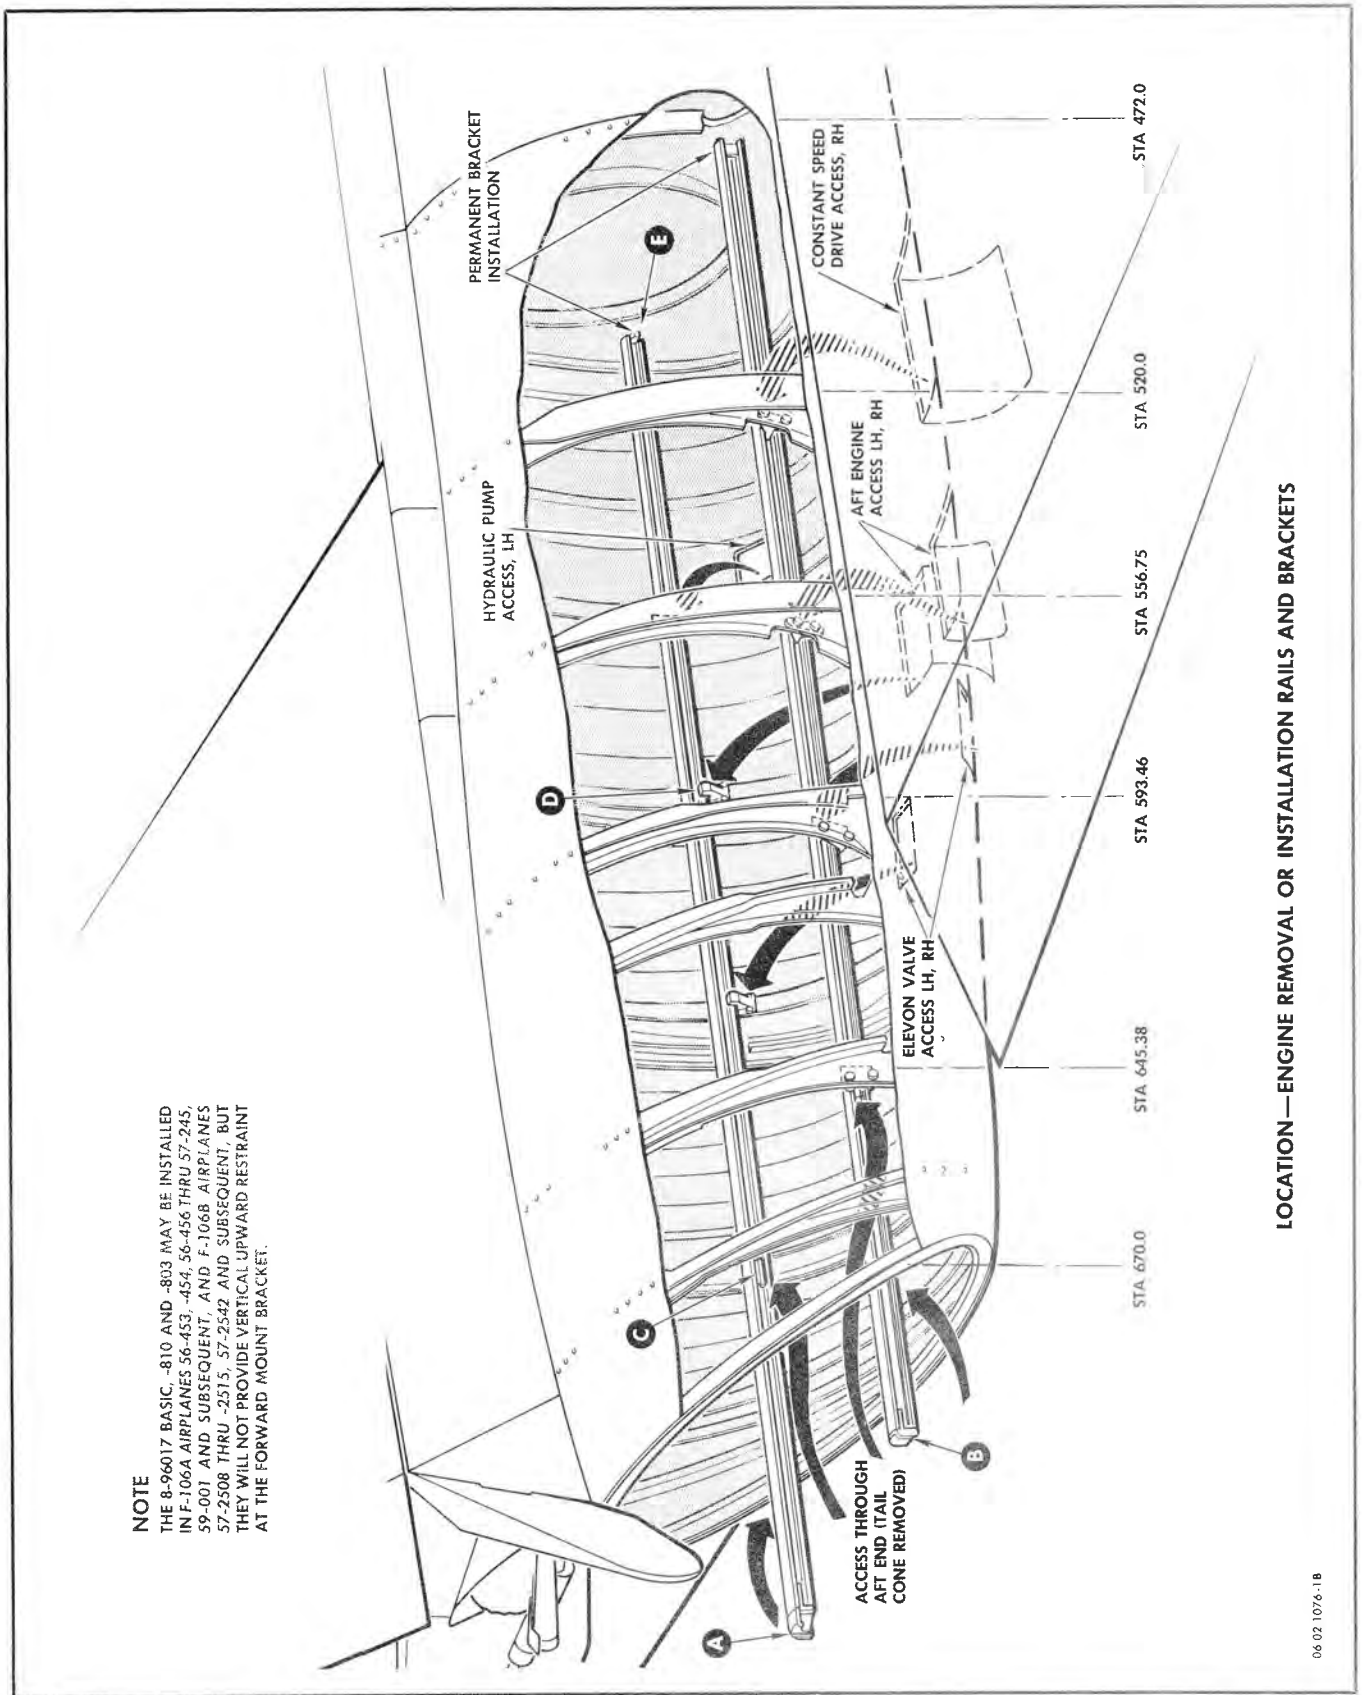 NOTE
THE 8-96017 BASIC, -810 AND -803 MAY BE INSTALLED
IN F-106A AIRPLANES 56-453, -454, 56-456 THRU 57-245,
59-001 AND SUBSEQUENT, AND F-106B AIRPLANES
57-2508 THRU -2515, 57-2542 AND SUBSEQUENT, BUT
THEY WILL NOT PROVIDE VERTICAL UPWARD RESTRAINT
AT THE FORWARD MOUNT BRACKET.
PERMANENT BRACKET
INSTALLATION
E
HYDRAULIC PUMP
ACCESS, LH
D
C
A
B
CONSTANT SPEED
DRIVE ACCESS, RH
AFT ENGINE
ACCESS LH, RH
ELEVON VALVE
ACCESS LH, RH
ACCESS THROUGH
AFT END (TAIL
CONE REMOVED)
STA 670.0
STA 645.38
STA 593.46
STA 556.75
STA 520.0
STA 472.0
LOCATION—ENGINE REMOVAL OR INSTALLATION RAILS AND BRACKETS
06 02 1076-1B